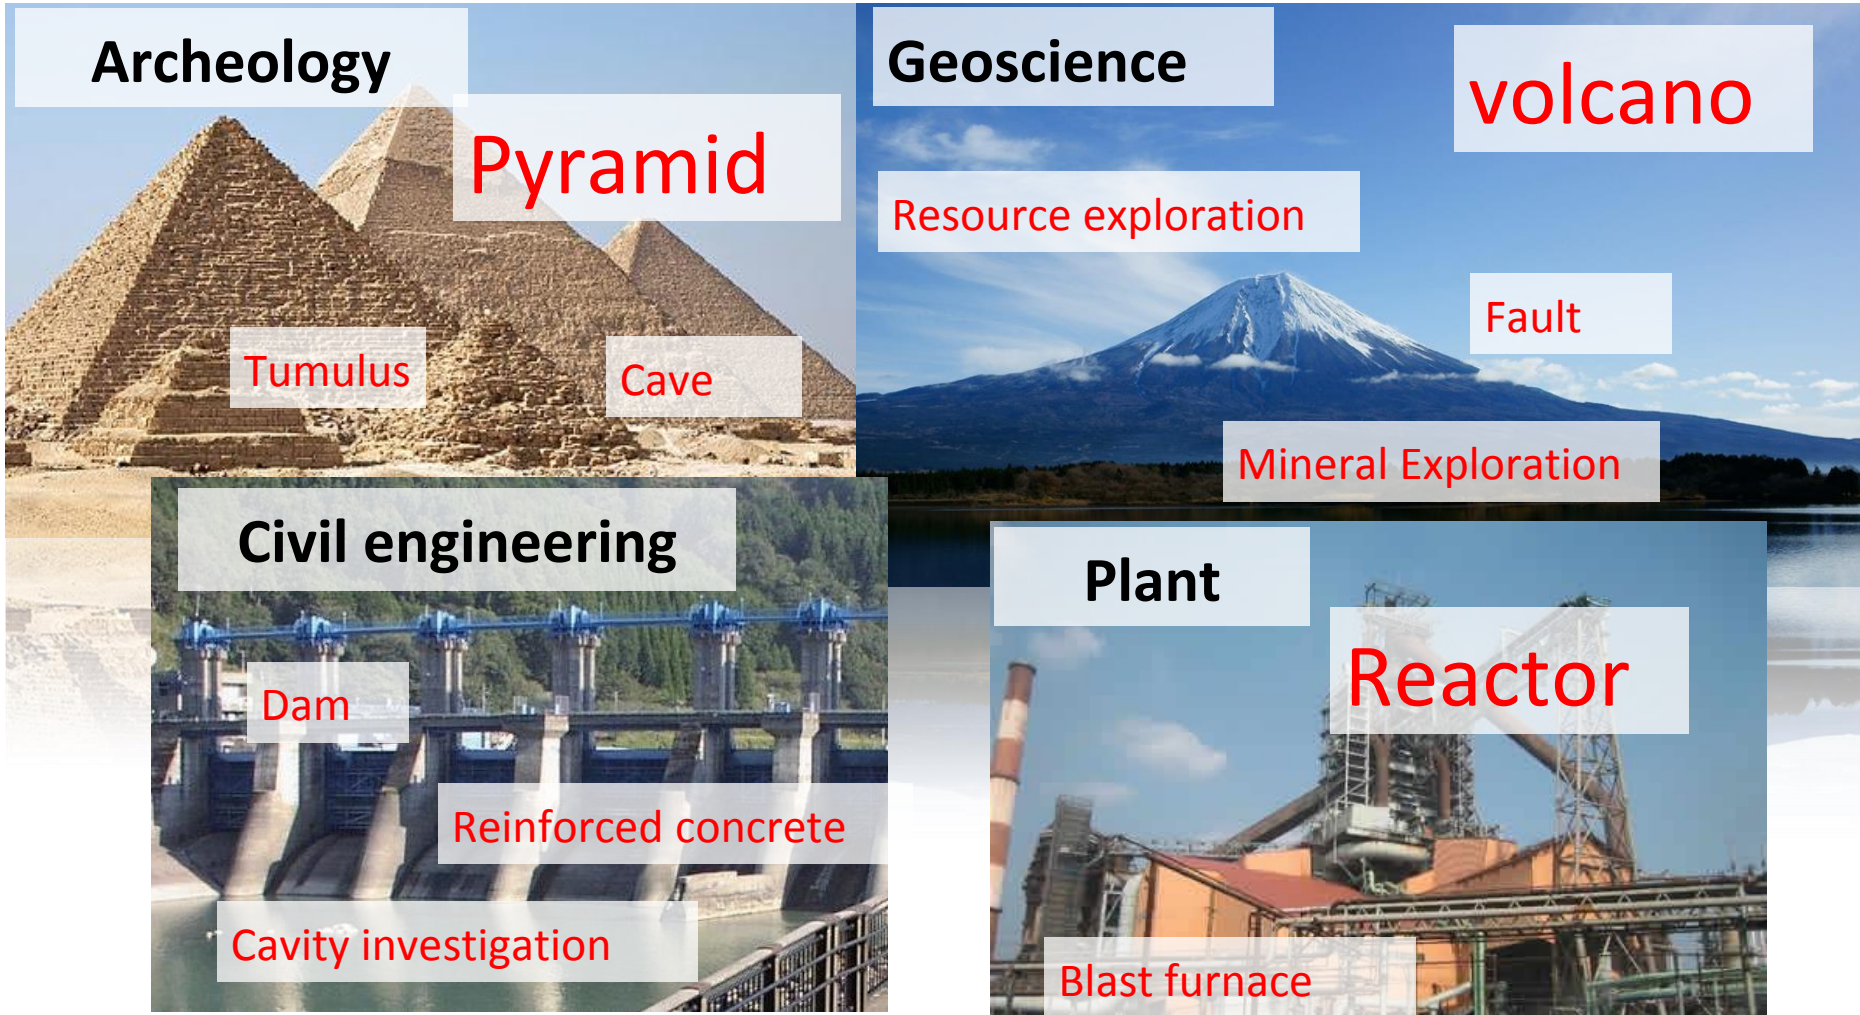 Archeology
Pyramid
Tumulus
Cave
Geoscience
volcano
Resource exploration
Fault
Mineral Exploration
Civil engineering
Dam
Reinforced concrete
Cavity investigation
Plant
Reactor
Blast furnace